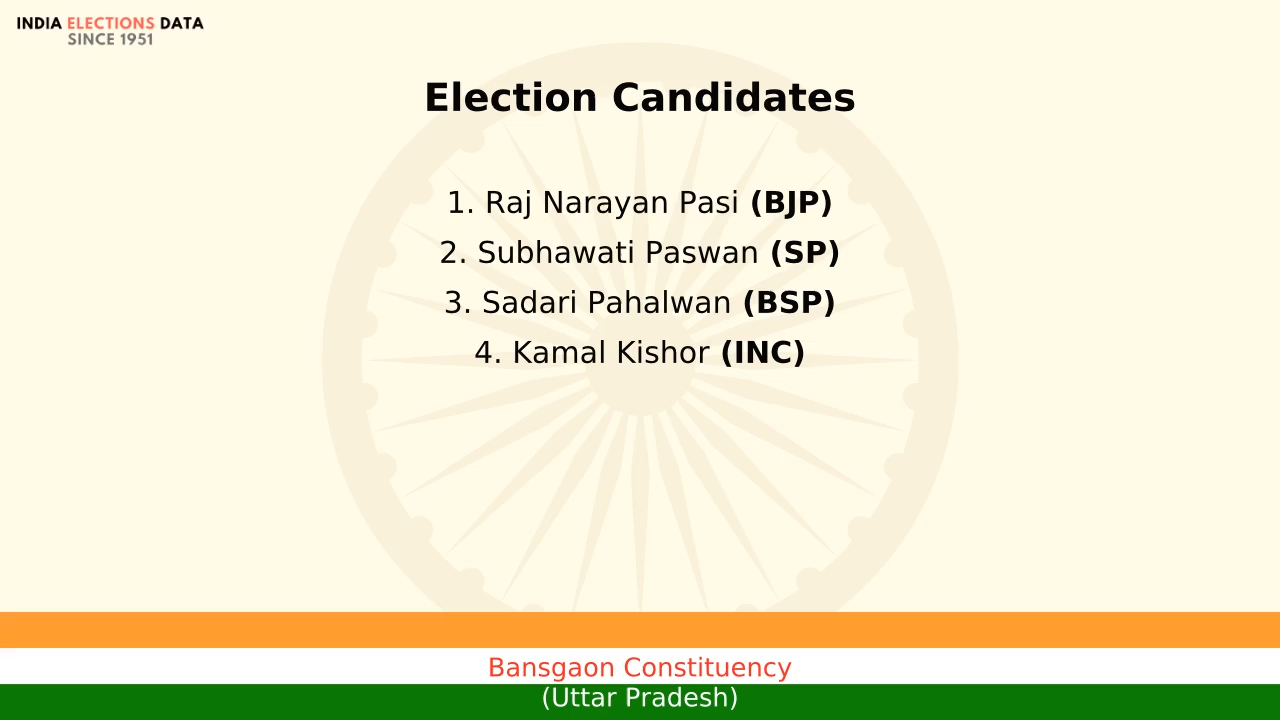 INDIA ELECTIONS DATA
SINCE 1951
Election Candidates
1. Raj Narayan Pasi (BJP)
2. Subhawati Paswan (SP)
3. Sadari Pahalwan (BSP)
4. Kamal Kishor (INC)
Bansgaon Constituency
(Uttar Pradesh)